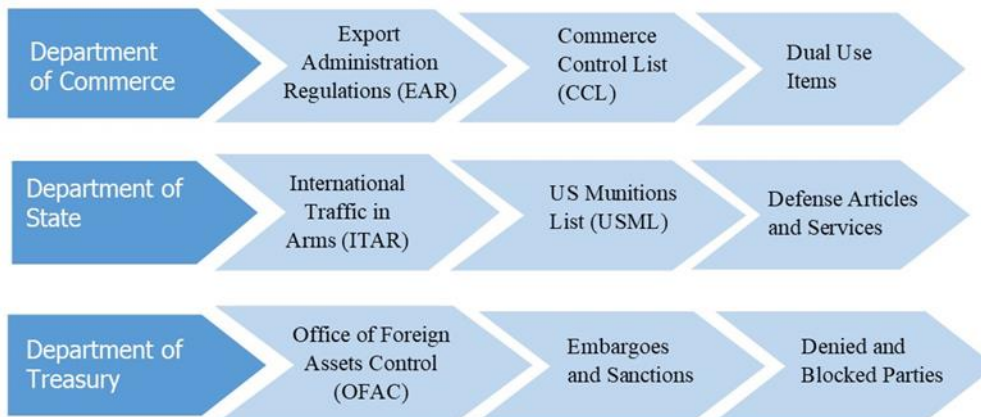 Department
of Commerce
Export
Administration
Regulations (EAR)
Commerce
Control List
(CCL)
Dual Use
Items
Department of
State
International
Traffic in
Arms (ITAR)
US Munitions
List (USML)
Defense Articles
and Services
Department of
Treasury
Office of Foreign
Assets Control
(OFAC)
Embargoes
and Sanctions
Denied and
Blocked Parties